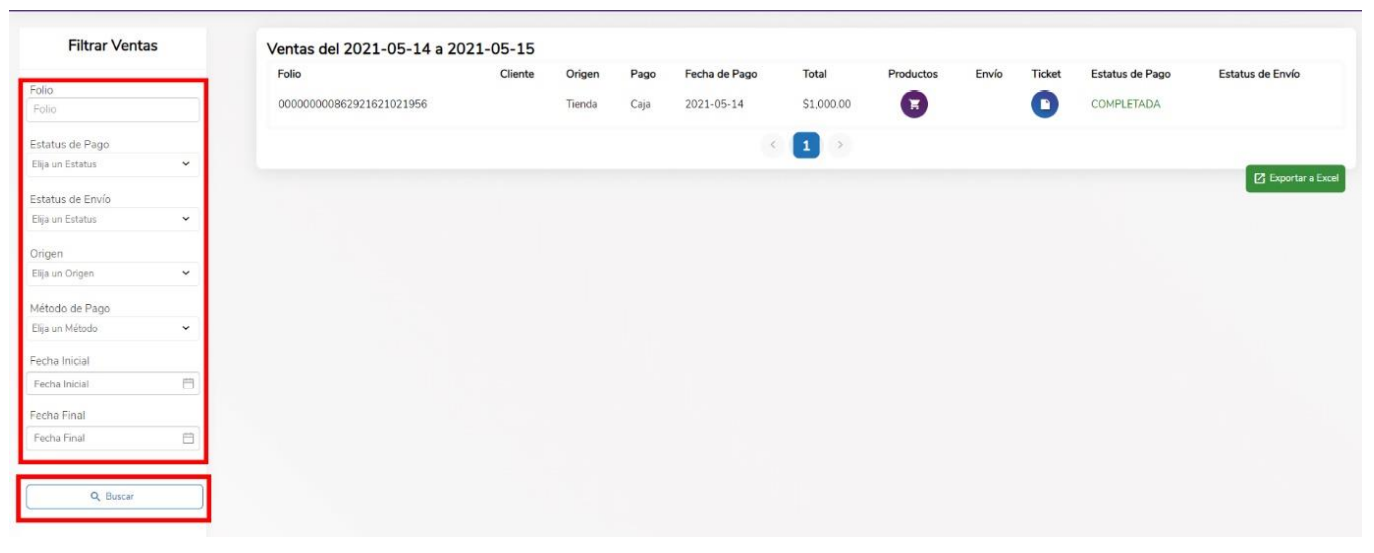 Filtrar Ventas
Folio
Folio
Estatus de Pago
Elija un Estatus
Estatus de Envío
Elija un Estatus
Origen
Elija un Origen
Método de Pago
Elija un Método
Fecha Inicial
Fecha Inicial
Fecha Final
Fecha Final
Buscar
Ventas del 2021-05-14 a 2021-05-15
Folio Cliente Origen Pago Fecha de Pago Total Productos Envío Ticket Estatus de Pago Estatus de Envío
000000000862921621021956 Tienda Caja 2021-05-14 $1,000.00 COMPLETADA
< 1 >
Exportar a Excel